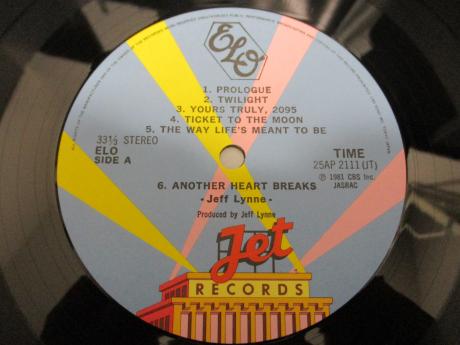 ELO
1. PROLOGUE
2. TWILIGHT
3. YOURS TRULY, 2095
4. TICKET TO THE MOON
5. THE WAY LIFE'S MEANT TO BE
33⅓ STEREO
ELO
SIDE A
TIME
25AP 2111 (JT)
Ⓟ 1981 CBS Inc.
JASRAC
6. ANOTHER HEART BREAKS
- Jeff Lynne -
Produced by Jeff Lynne
Jet
RECORDS